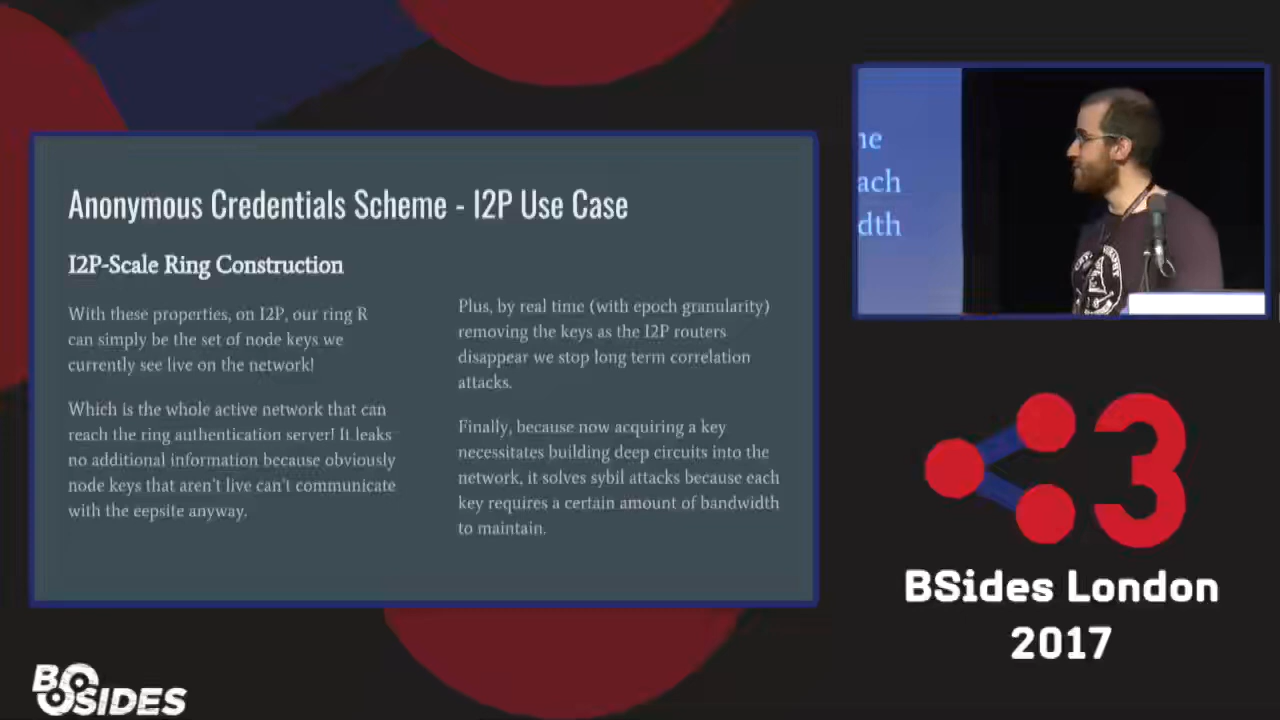 Anonymous Credentials Scheme - I2P Use Case
I2P-Scale Ring Construction
With these properties, on I2P, our ring R
can simply be the set of node keys we
currently see live on the network!
Which is the whole active network that can
reach the ring authentication server! It leaks
no additional information because obviously
node keys that aren't live can't communicate
with the eepsite anyway.
Plus, by real time (with epoch granularity)
removing the keys as the I2P routers
disappear we stop long term correlation
attacks.
Finally, because now acquiring a key
necessitates building deep circuits into the
network, it solves sybil attacks because each
key requires a certain amount of bandwidth
to maintain.
ne
ach
dth
<3
BSides London
2017
BSIDES